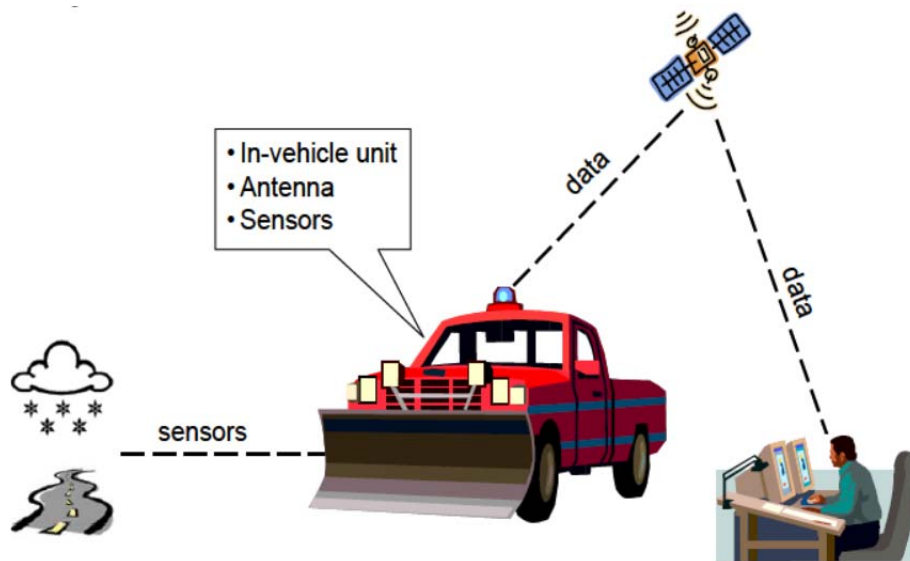 • In-vehicle unit
• Antenna
• Sensors
data
data
sensors